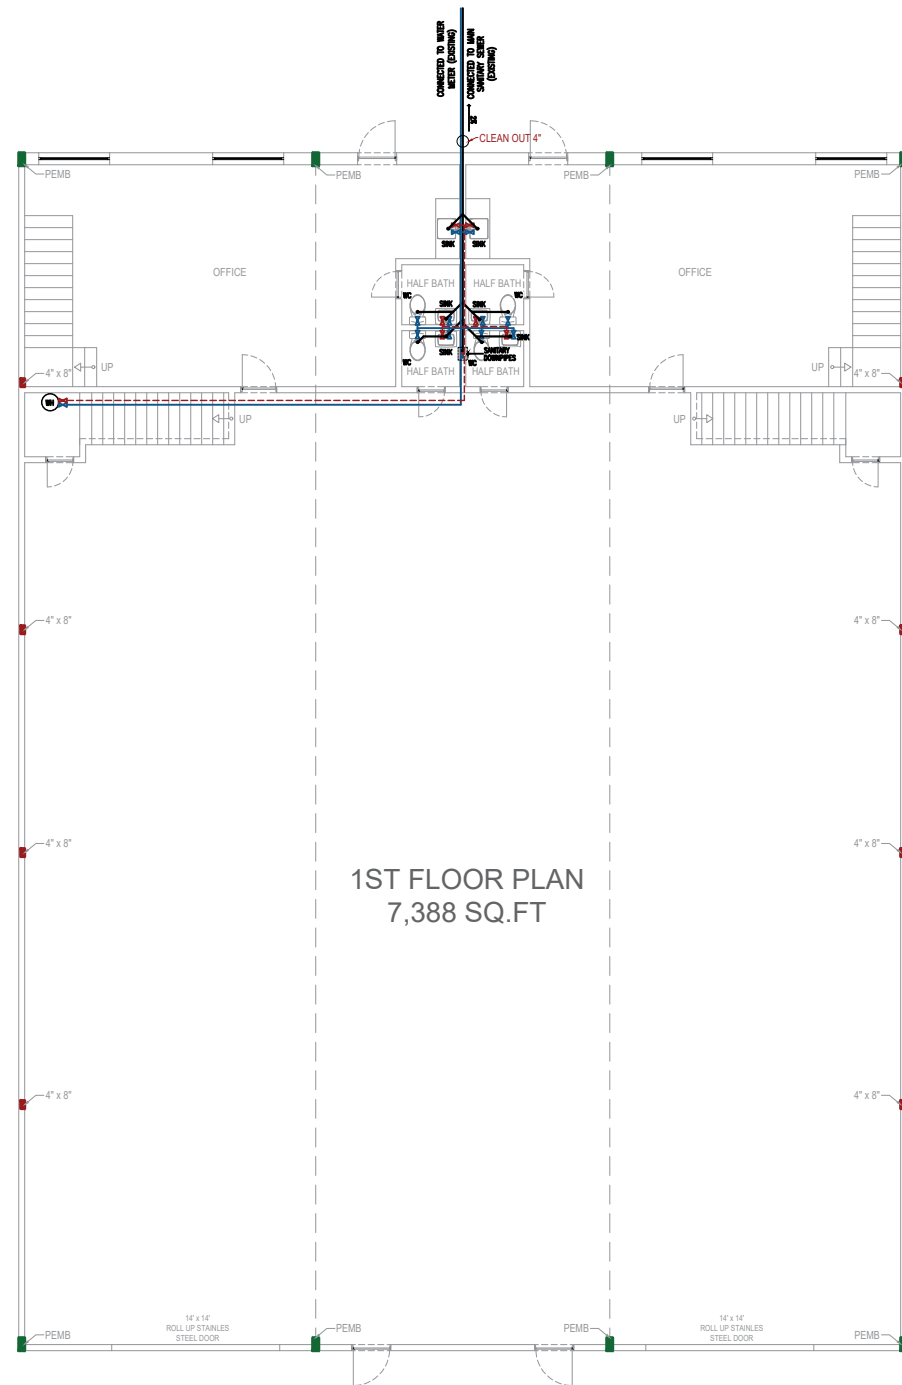 CONNECTED TO WATER
METER (EXISTING)
CONNECTED TO MAIN
SANITARY SEWER
(EXISTING)
SS
CLEAN OUT 4"
PEMB
PEMB
PEMB
PEMB
SINK
SINK
OFFICE
OFFICE
HALF BATH
HALF BATH
WC
WC
SINK
SINK
SINK
SINK
SANITARY
DOWNPIPES
WC
WC
HALF BATH
HALF BATH
UP
UP
4" x 8"
4" x 8"
WH
UP
UP
4" x 8"
4" x 8"
4" x 8"
4" x 8"
1ST FLOOR PLAN
7,388 SQ.FT
4" x 8"
4" x 8"
14' x 14'
ROLL UP STAINLES
STEEL DOOR
14' x 14'
ROLL UP STAINLES
STEEL DOOR
PEMB
PEMB
PEMB
PEMB